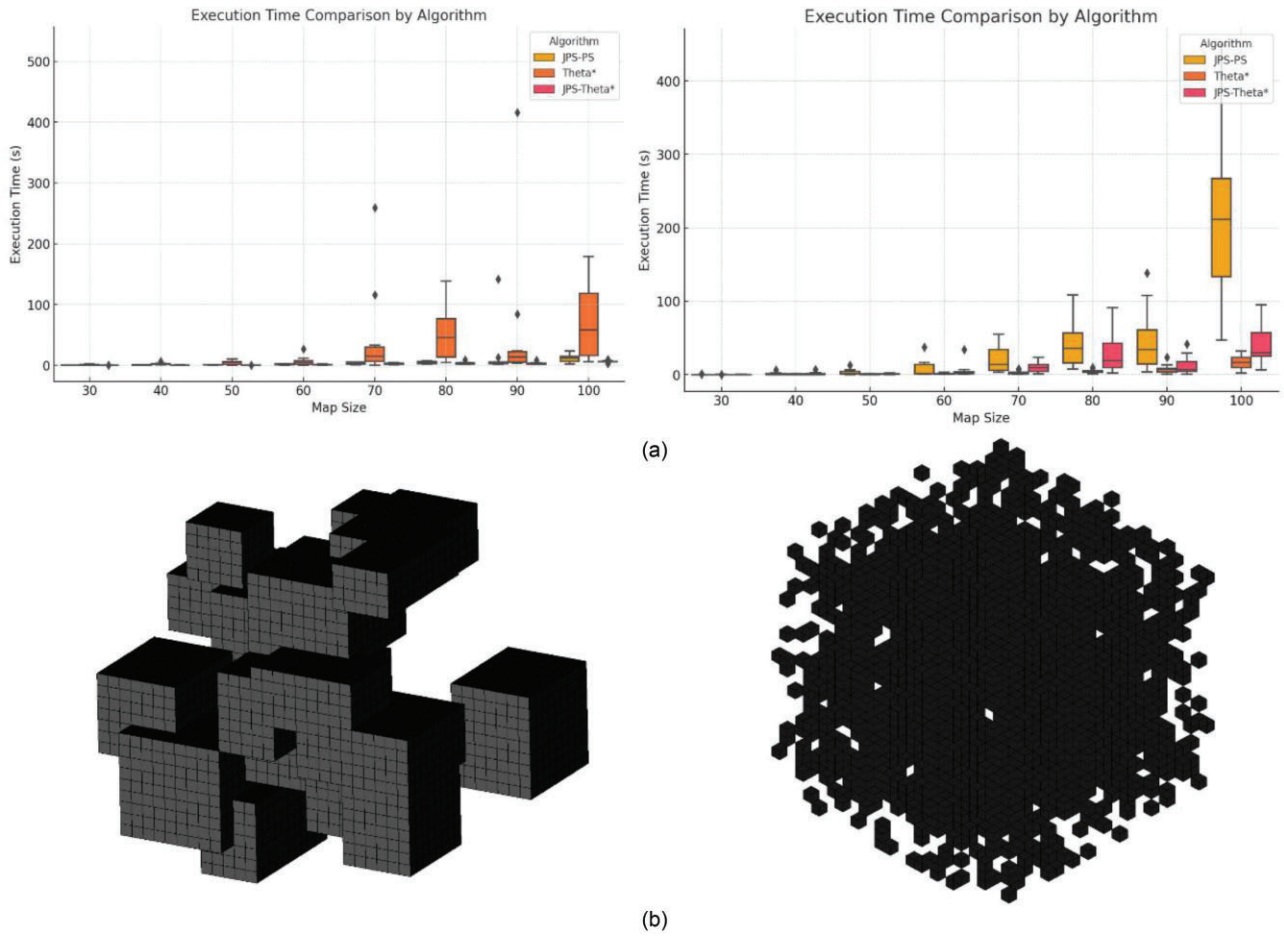 Execution Time Comparison by Algorithm
Execution Time (s)
500
400
300
200
100
0
Algorithm
JPS-PS
Theta*
JPS-Theta*
30 40 50 60 70 80 90 100
Map Size
Execution Time Comparison by Algorithm
Execution Time (s)
400
300
200
100
0
Algorithm
JPS-PS
Theta*
JPS-Theta*
30 40 50 60 70 80 90 100
Map Size
(a)
(b)